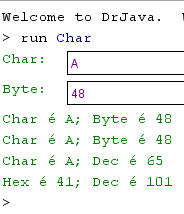 Welcome to DrJava.
> run Char
Char: A
Byte: 48
Char é A; Byte é 48
Char é A; Byte é 48
Char é A; Dec é 65
Hex é 41; Dec é 101
>